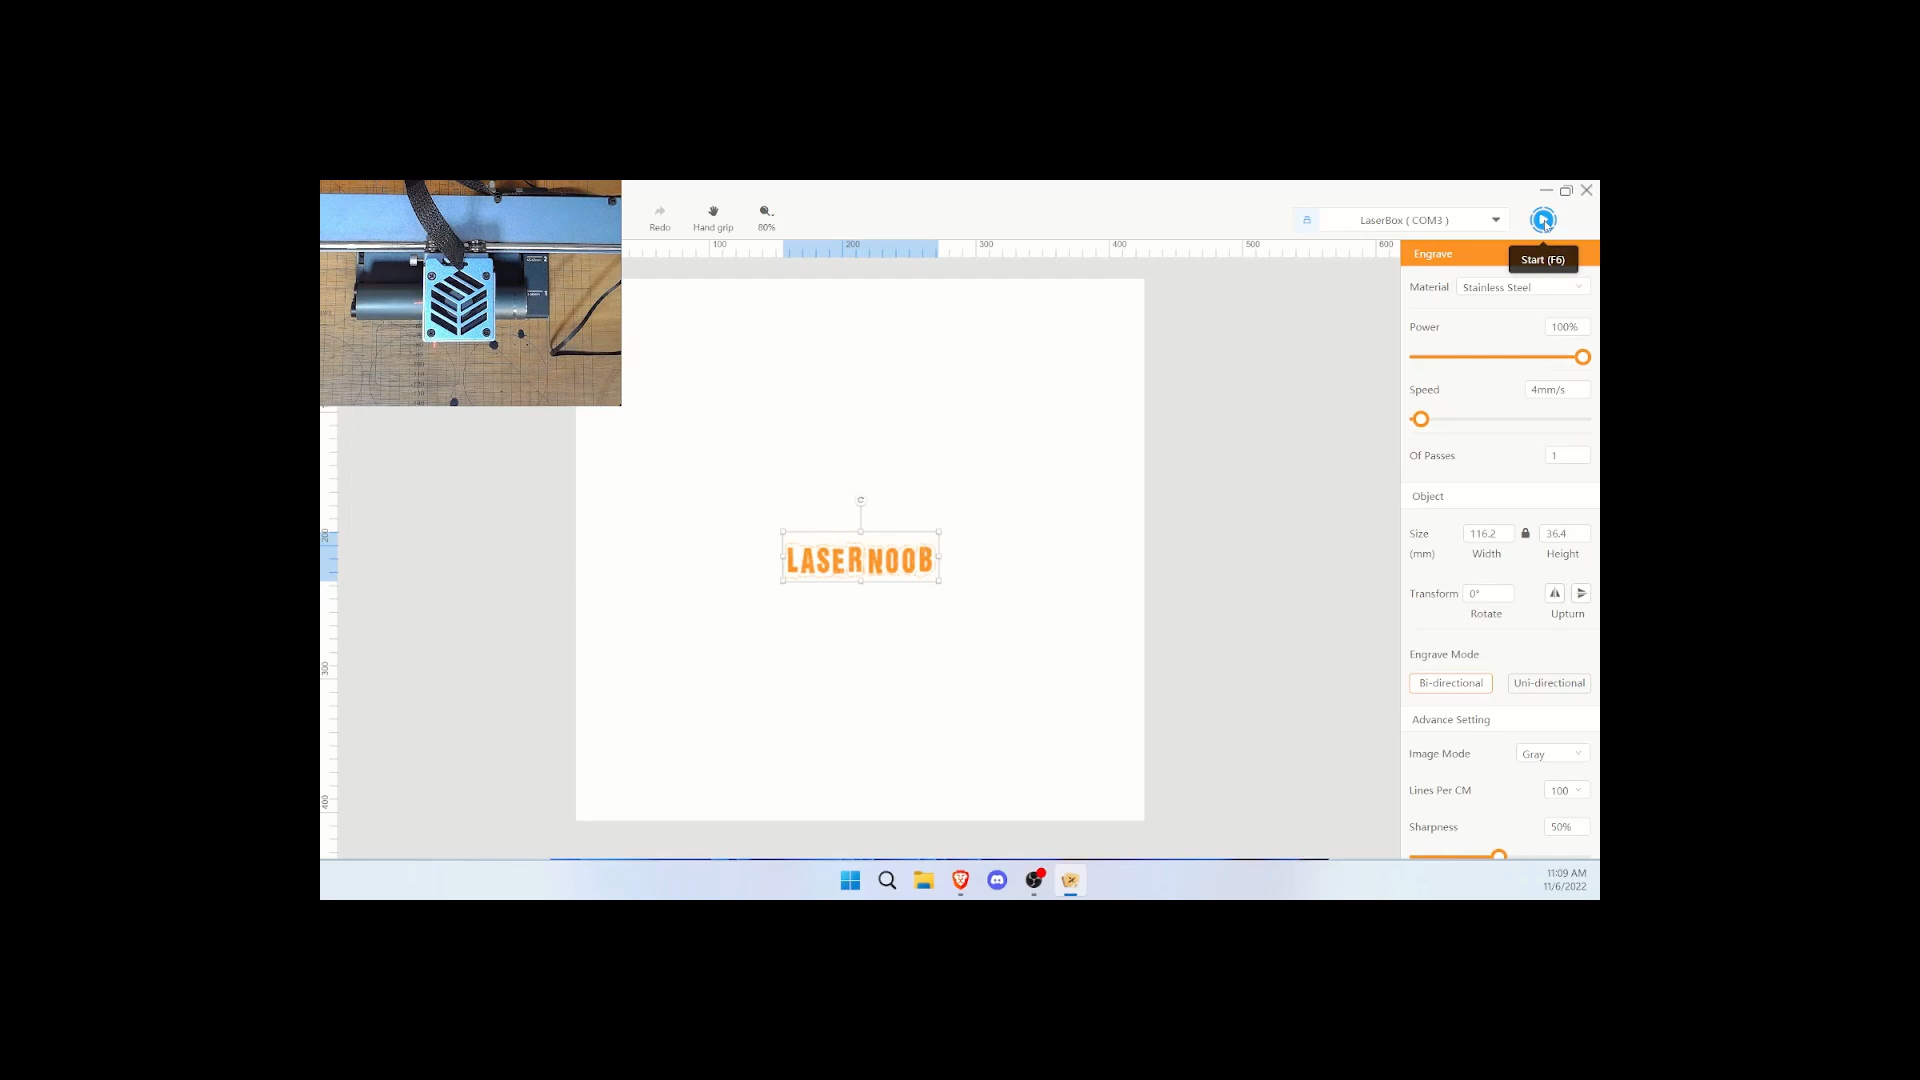 Redo
Hand grip
80%
LaserBox ( COM3 )
100
200
300
400
500
600
Engrave
Start (F6)
Material
Stainless Steel
Power
100%
Speed
4mm/s
Of Passes
1
Object
Size
116.2
36.4
(mm)
Width
Height
Transform
0°
Rotate
Upturn
Engrave Mode
Bi-directional
Uni-directional
Advance Setting
Image Mode
Gray
Lines Per CM
100
Sharpness
50%
LASER NOOB
200
300
400
11:09 AM
11/6/2022